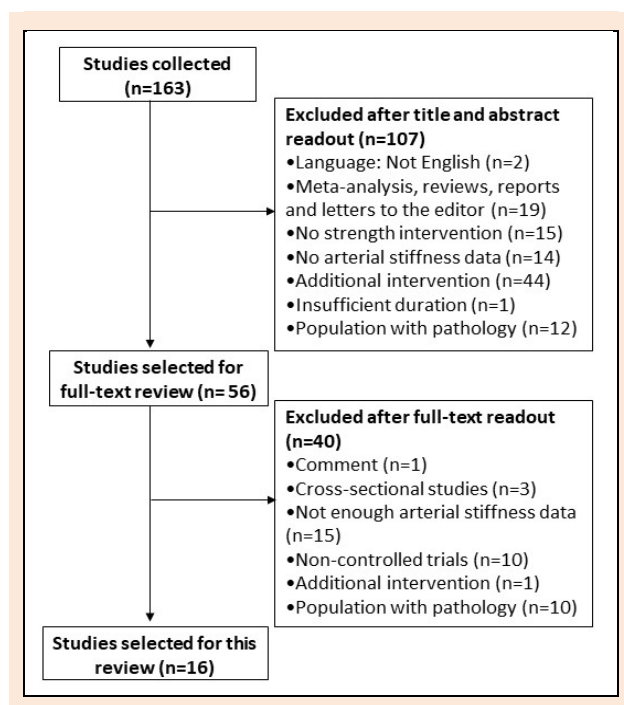 Studies collected
(n=163)
Excluded after title and abstract
readout (n=107)
•Language: Not English (n=2)
•Meta-analysis, reviews, reports
and letters to the editor (n=19)
•No strength intervention (n=15)
•No arterial stiffness data (n=14)
•Additional intervention (n=44)
•Insufficient duration (n=1)
•Population with pathology (n=12)
Studies selected for
full-text review (n= 56)
Excluded after full-text readout
(n=40)
•Comment (n=1)
•Cross-sectional studies (n=3)
•Not enough arterial stiffness data
(n=15)
•Non-controlled trials (n=10)
•Additional intervention (n=1)
•Population with pathology (n=10)
Studies selected for this
review (n=16)